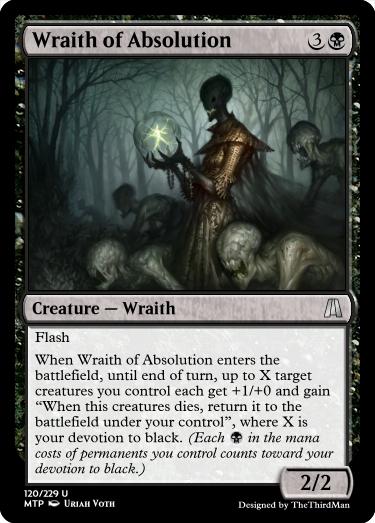 Wraith of Absolution 3
Creature — Wraith
Flash
When Wraith of Absolution enters the
battlefield, until end of turn, up to X target
creatures you control each get +1/+0 and gain
“When this creatures dies, return it to the
battlefield under your control”, where X is
your devotion to black. (Each in the mana
costs of permanents you control counts toward your
devotion to black.)
2/2
120/229 U
MTP Uriah Voth
Designed by TheThirdMan